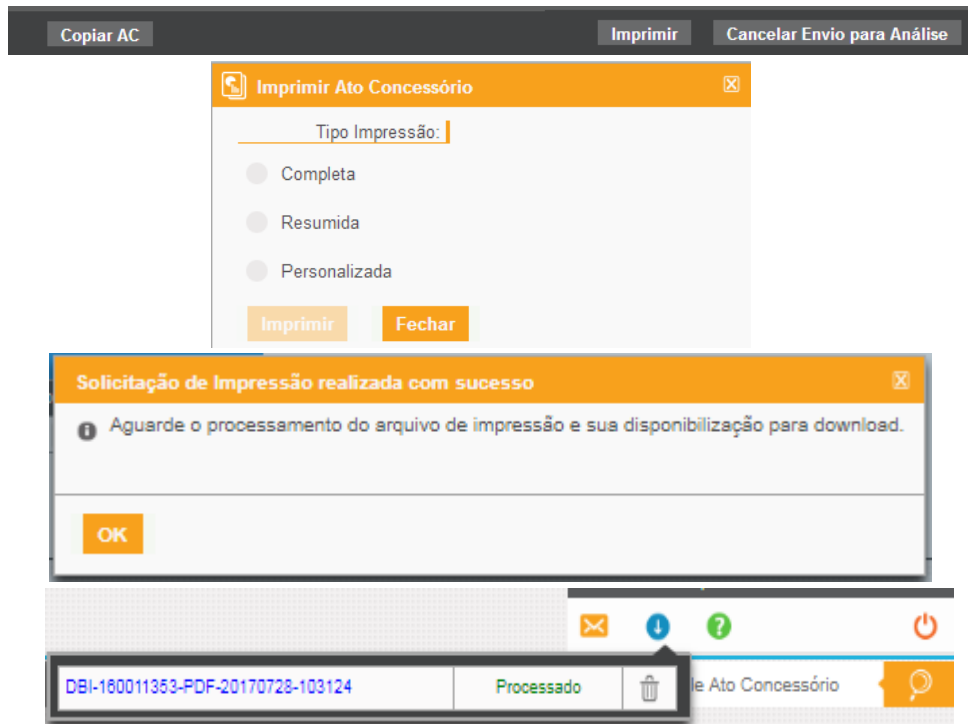 Copiar AC Imprimir Cancelar Envio para Análise
Imprimir Ato Concessório
Tipo Impressão:
Completa
Resumida
Personalizada
Imprimir Fechar
Solicitação de Impressão realizada com sucesso
Aguarde o processamento do arquivo de impressão e sua disponibilização para download.
OK
DBI-160011353-PDF-20170728-103124 Processado le Ato Concessório